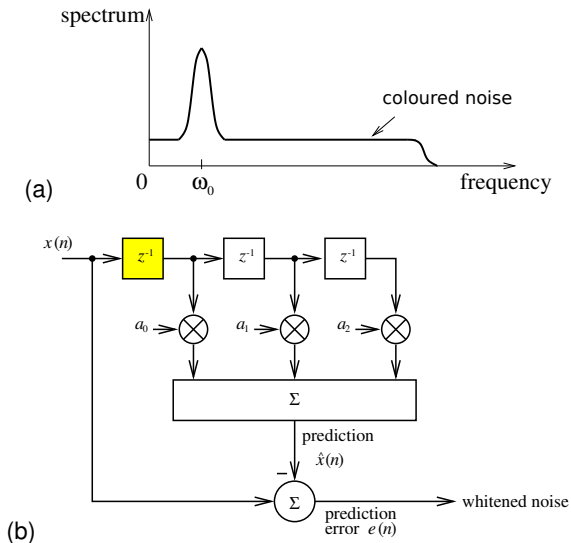 spectrum
coloured noise
0
ω₀
frequency
(a)
x(n)
z⁻¹
z⁻¹
z⁻¹
a₀
a₁
a₂
Σ
prediction
x̂(n)
−
Σ
whitened noise
prediction
error e(n)
(b)